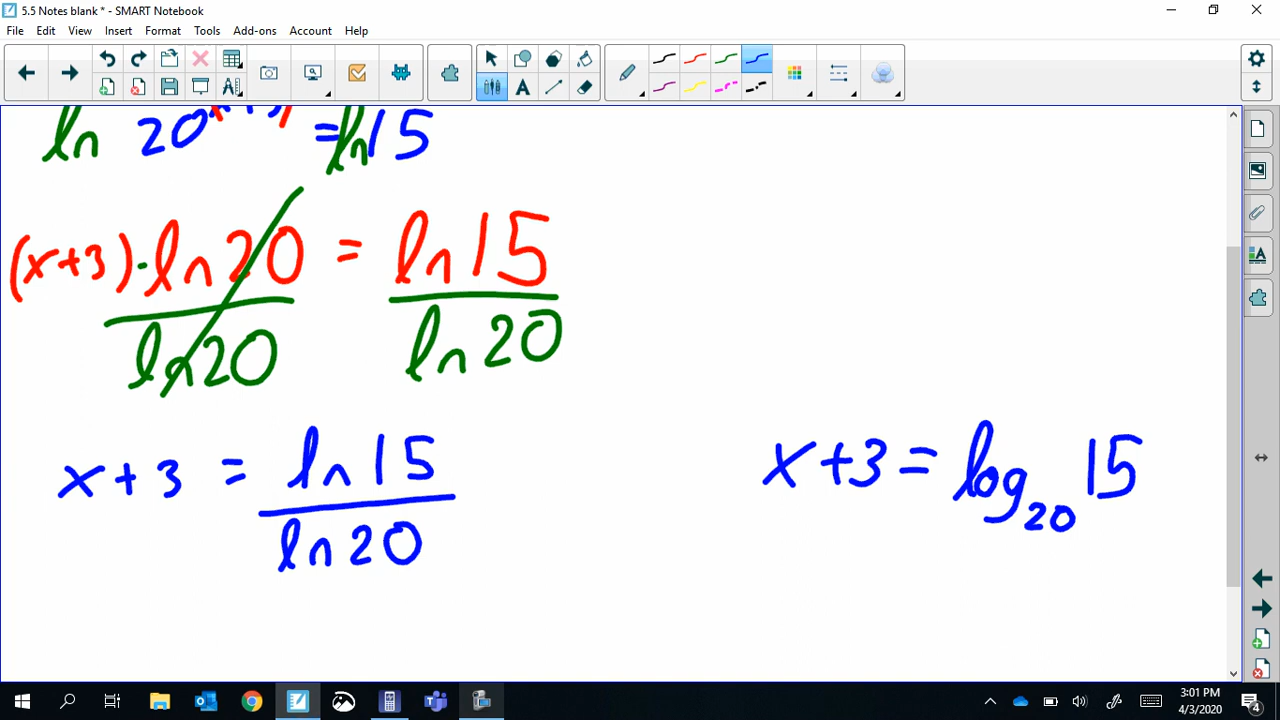 5.5 Notes blank * - SMART Notebook
File Edit View Insert Format Tools Add-ons Account Help
ln 20^x+3 = ln 15
(x+3)·ln 20 = ln 15
ln 20 ln 20
x+3 = ln 15
ln 20
x+3 = log₂₀ 15
3:01 PM
4/3/2020
4